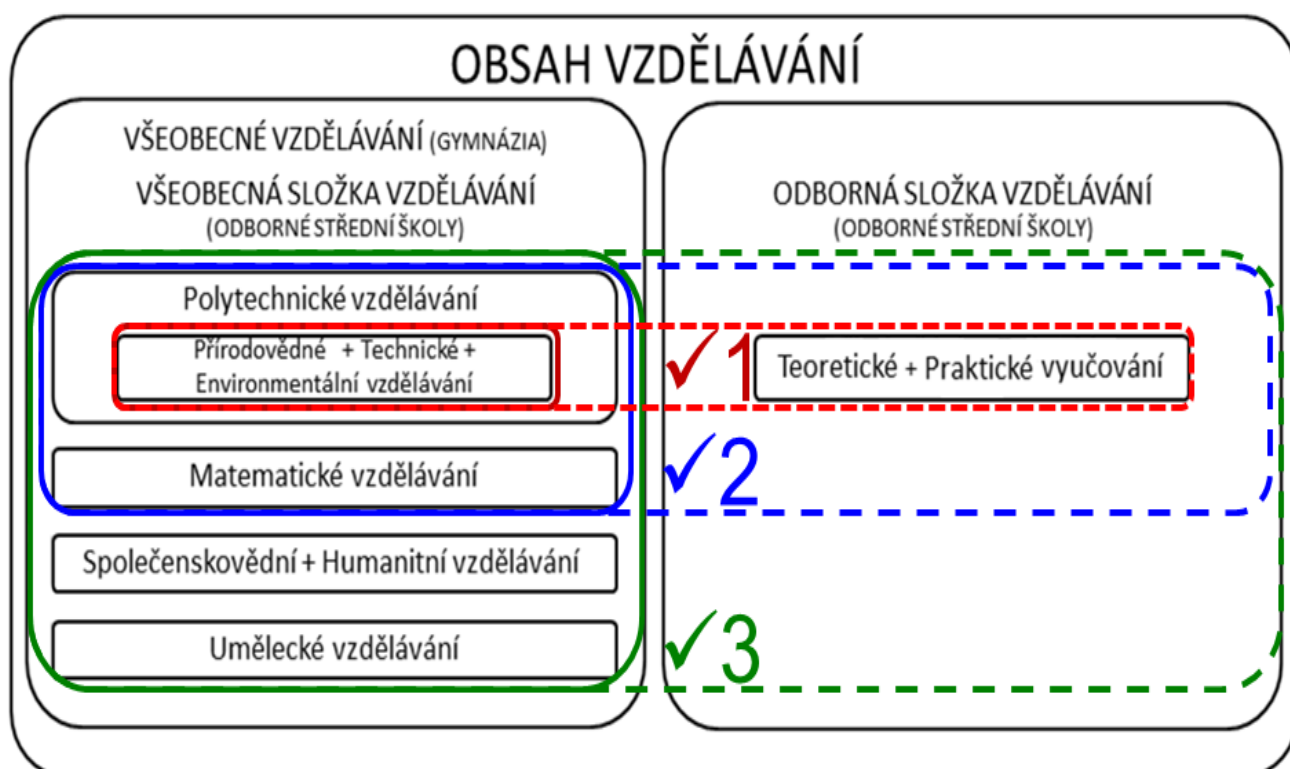 OBSAH VZDĚLÁVÁNÍ
VŠEOBECNÉ VZDĚLÁVÁNÍ (GYMNÁZIA)
VŠEOBECNÁ SLOŽKA VZDĚLÁVÁNÍ
(ODBORNÉ STŘEDNÍ ŠKOLY)
Polytechnické vzdělávání
Přírodovědné + Technické +
Environmentální vzdělávání
Matematické vzdělávání
Společenskovědní + Humanitní vzdělávání
Umělecké vzdělávání
✓1
✓2
✓3
ODBORNÁ SLOŽKA VZDĚLÁVÁNÍ
(ODBORNÉ STŘEDNÍ ŠKOLY)
Teoretické + Praktické vyučování